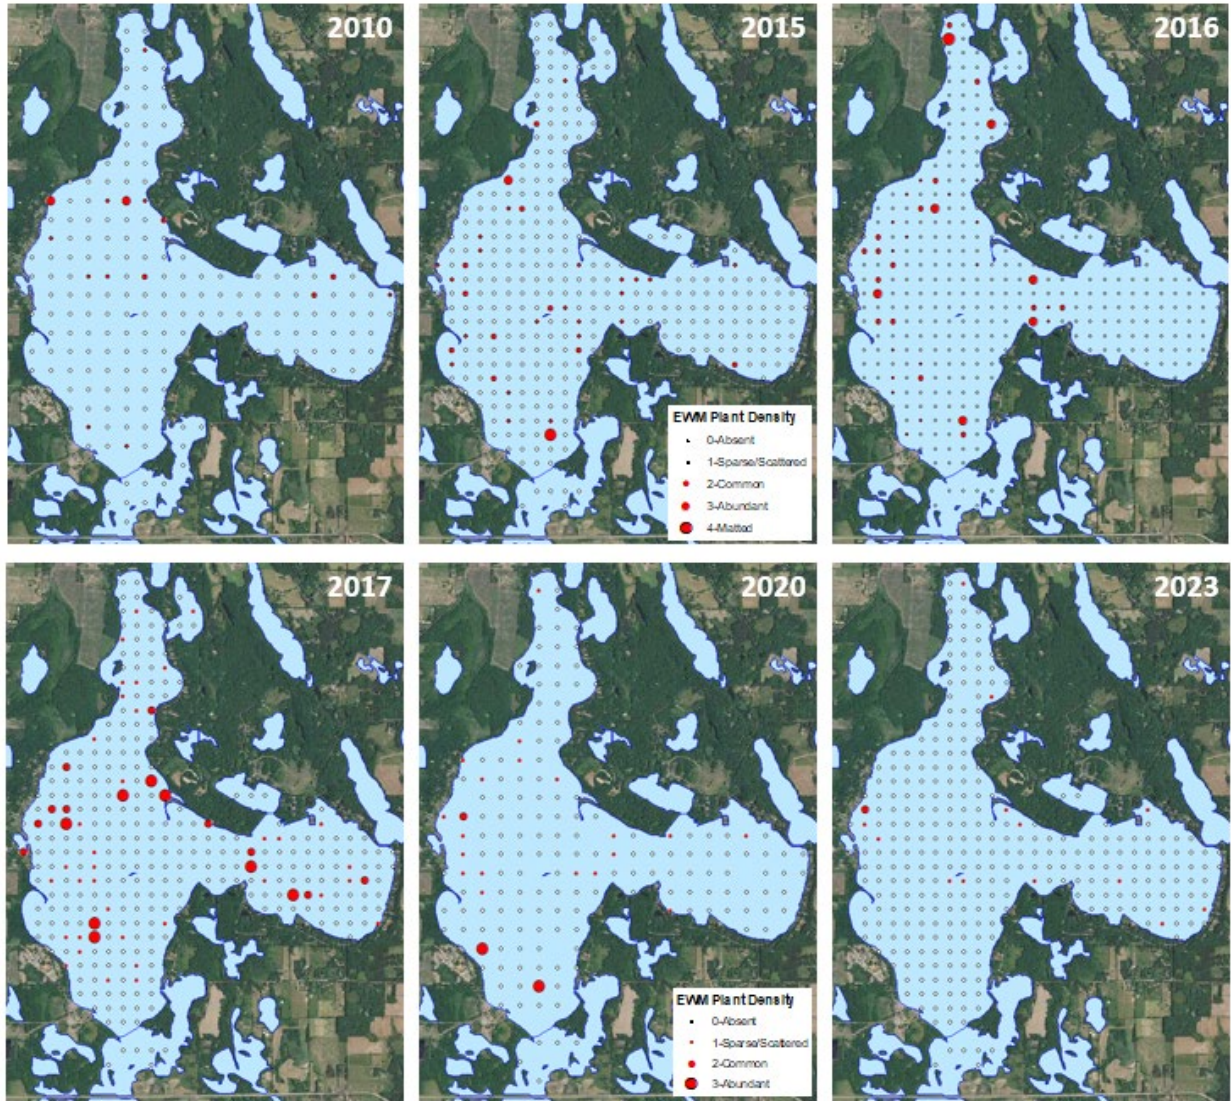 2010
2015
2016
EWM Plant Density
0-Absent
1-Sparse/Scattered
2-Common
3-Abundant
4-Matted
2017
2020
2023
EWM Plant Density
0-Absent
1-Sparse/Scattered
2-Common
3-Abundant